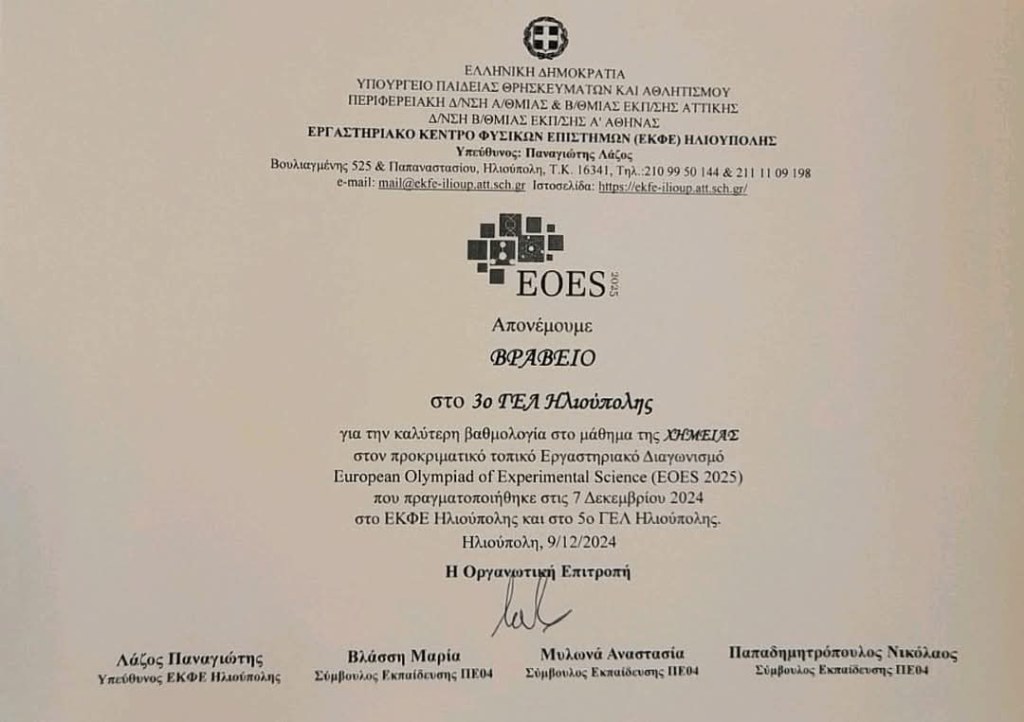 ΕΛΛΗΝΙΚΗ ΔΗΜΟΚΡΑΤΙΑ
ΥΠΟΥΡΓΕΙΟ ΠΑΙΔΕΙΑΣ ΘΡΗΣΚΕΥΜΑΤΩΝ ΚΑΙ ΑΘΛΗΤΙΣΜΟΥ
ΠΕΡΙΦΕΡΕΙΑΚΗ Δ/ΝΣΗ Α/ΘΜΙΑΣ & Β/ΘΜΙΑΣ ΕΚΠ/ΣΗΣ ΑΤΤΙΚΗΣ
Δ/ΝΣΗ Β/ΘΜΙΑΣ ΕΚΠ/ΣΗΣ Α' ΑΘΗΝΑΣ
ΕΡΓΑΣΤΗΡΙΑΚΟ ΚΕΝΤΡΟ ΦΥΣΙΚΩΝ ΕΠΙΣΤΗΜΩΝ (ΕΚΦΕ) ΗΛΙΟΥΠΟΛΗΣ
Υπεύθυνος: Παναγιώτης Λάζος
Βουλιαγμένης 525 & Παπαναστασίου, Ηλιούπολη, Τ.Κ. 16341, Τηλ.:210 99 50 144 & 211 11 09 198
e-mail: mail@ekfe-ilioup.att.sch.gr Ιστοσελίδα: https://ekfe-ilioup.att.sch.gr/
EOES 2025
Απονέμουμε
ΒΡΑΒΕΙΟ
στο 3ο ΓΕΛ Ηλιούπολης
για την καλύτερη βαθμολογία στο μάθημα της ΧΗΜΕΙΑΣ
στον προκριματικό τοπικό Εργαστηριακό Διαγωνισμό
European Olympiad of Experimental Science (EOES 2025)
που πραγματοποιήθηκε στις 7 Δεκεμβρίου 2024
στο ΕΚΦΕ Ηλιούπολης και στο 5ο ΓΕΛ Ηλιούπολης.
Ηλιούπολη, 9/12/2024
Η Οργανωτική Επιτροπή
Λάζος Παναγιώτης
Υπεύθυνος ΕΚΦΕ Ηλιούπολης
Βλάσση Μαρία
Σύμβουλος Εκπαίδευσης ΠΕ04
Μυλωνά Αναστασία
Σύμβουλος Εκπαίδευσης ΠΕ04
Παπαδημητρόπουλος Νικόλαος
Σύμβουλος Εκπαίδευσης ΠΕ04